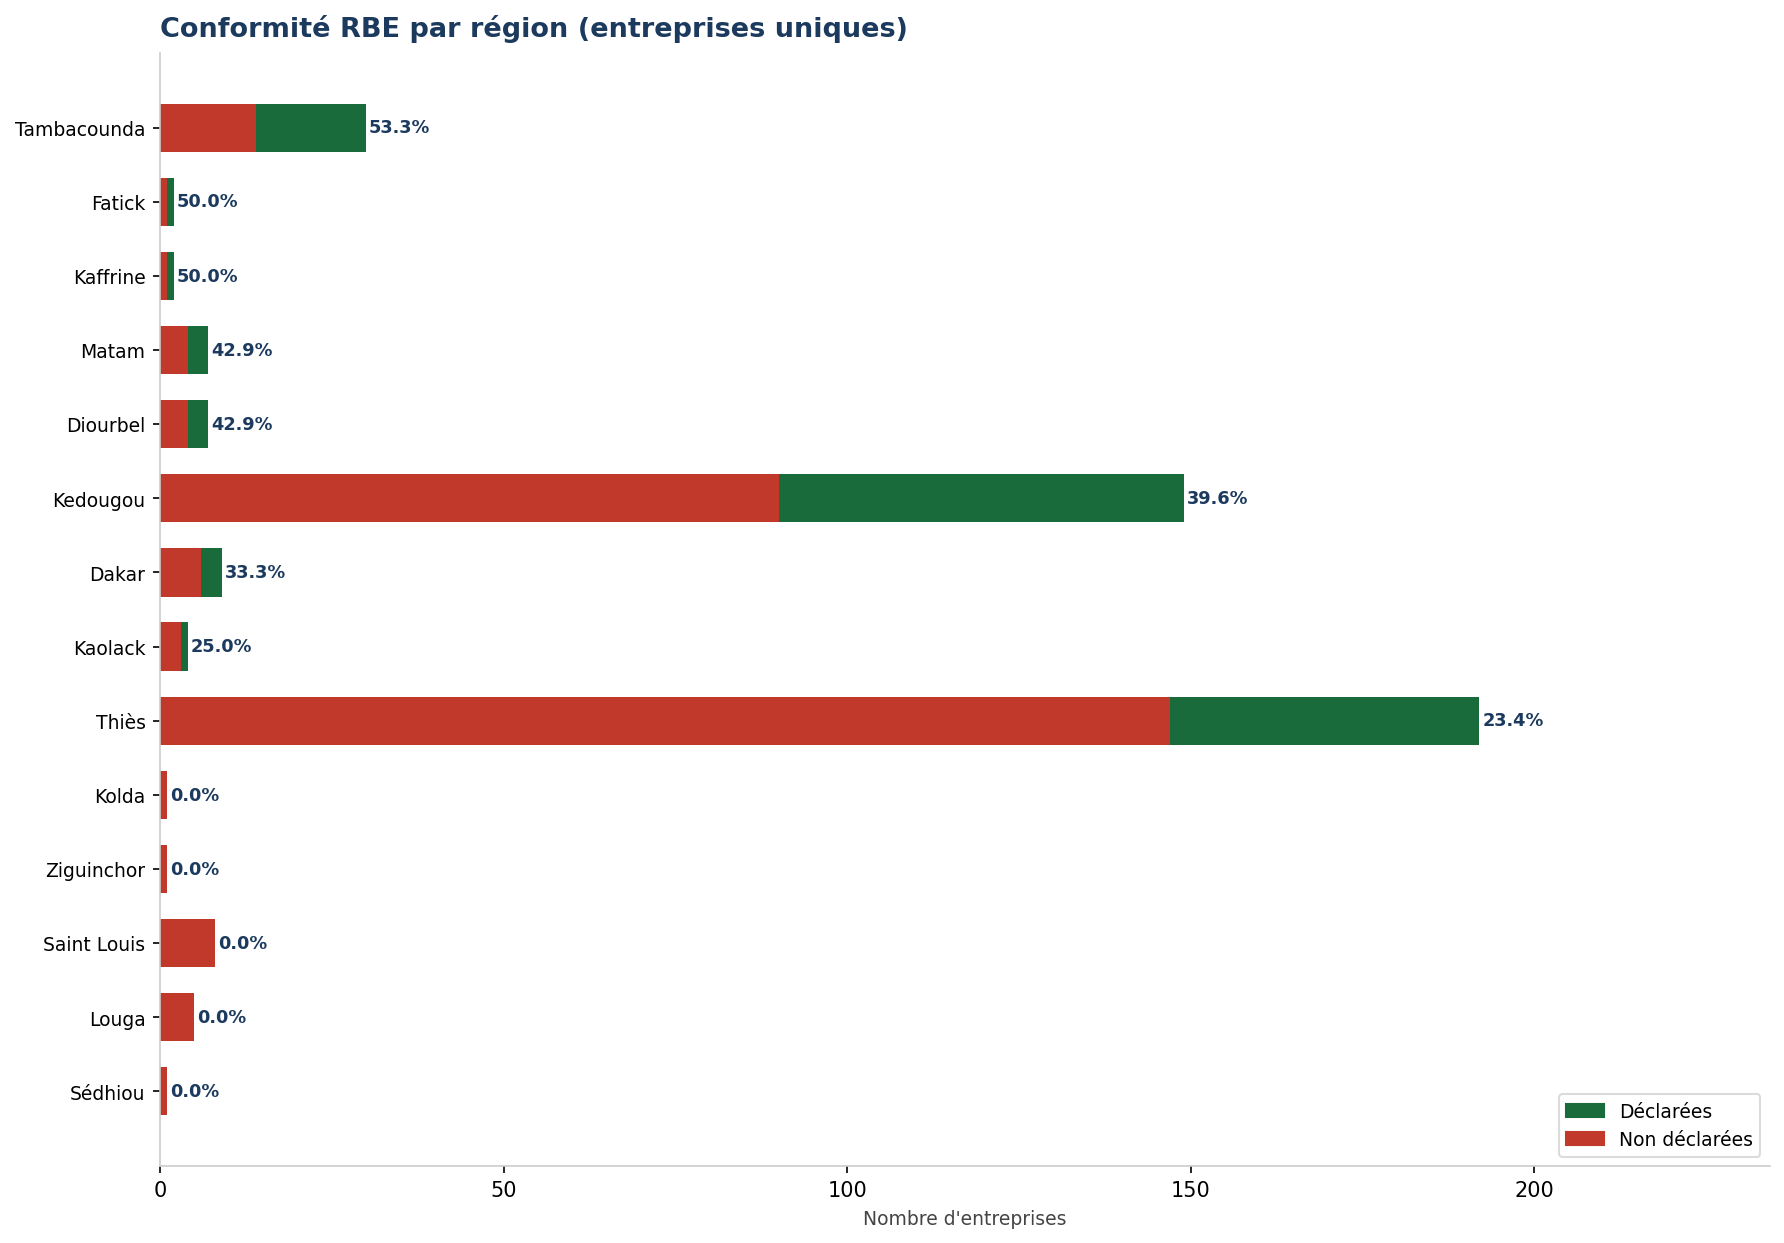 Conformité RBE par région (entreprises uniques)
Tambacounda 53.3%
Fatick 50.0%
Kaffrine 50.0%
Matam 42.9%
Diourbel 42.9%
Kedougou 39.6%
Dakar 33.3%
Kaolack 25.0%
Thiès 23.4%
Kolda 0.0%
Ziguinchor 0.0%
Saint Louis 0.0%
Louga 0.0%
Sédhiou 0.0%
Déclarées
Non déclarées
0 50 100 150 200
Nombre d'entreprises